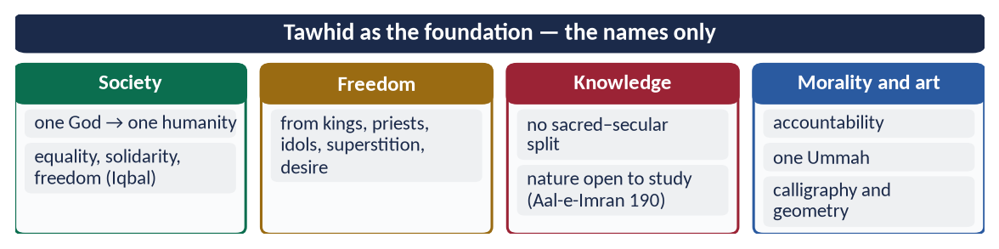 Tawhid as the foundation — the names only
Society
one God → one humanity
equality, solidarity,
freedom (Iqbal)
Freedom
from kings, priests,
idols, superstition,
desire
Knowledge
no sacred–secular
split
nature open to study
(Aal-e-Imran 190)
Morality and art
accountability
one Ummah
calligraphy and
geometry